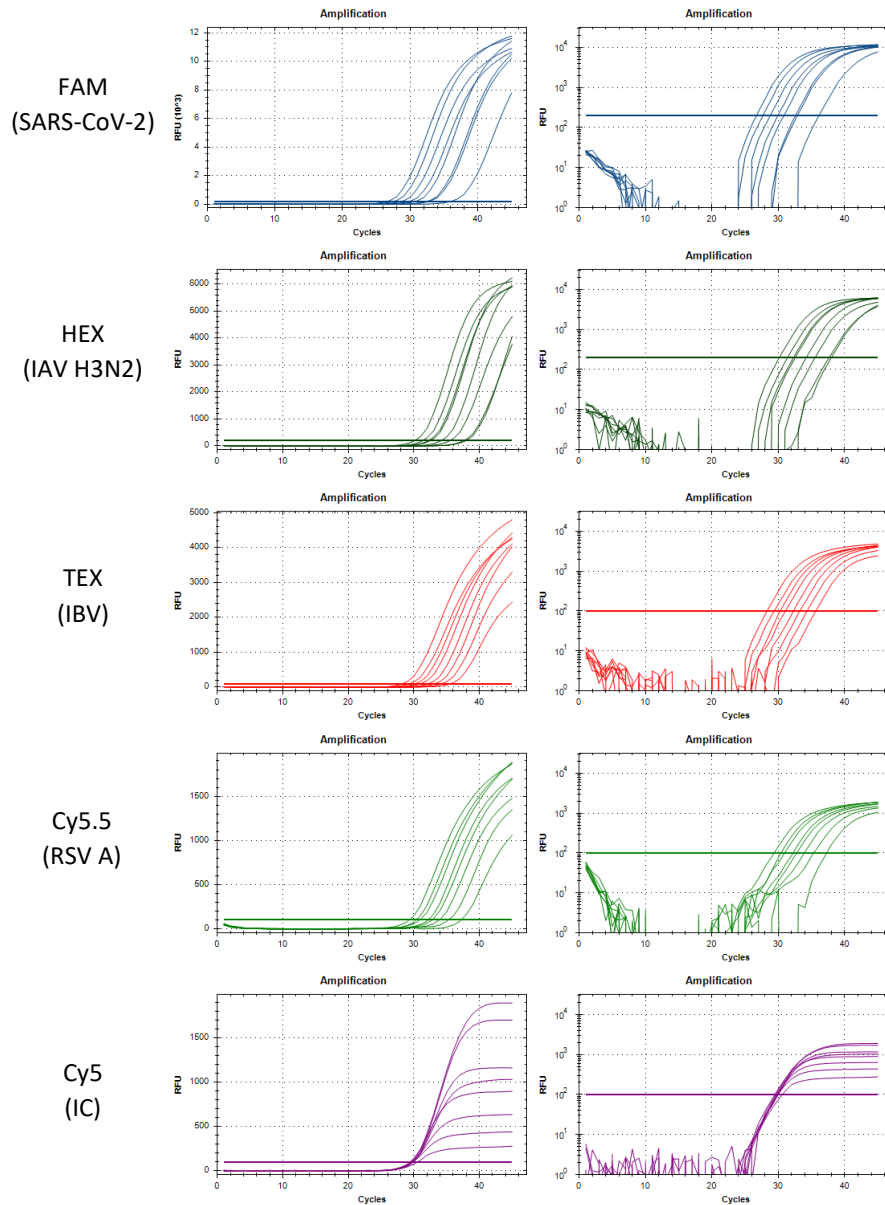 FAM
(SARS-CoV-2)
Amplification
RFU (10^3)
12
10
8
6
4
2
0
0 10 20 30 40
Cycles
Amplification
RFU
10^4
10^3
10^2
10^1
10^0
0 20 40
Cycles
HEX
(IAV H3N2)
Amplification
RFU
6000
5000
4000
3000
2000
1000
0
0 10 20 30 40
Cycles
Amplification
RFU
10^4
10^3
10^2
10^1
10^0
0 10 20 30 40
Cycles
TEX
(IBV)
Amplification
RFU
5000
4000
3000
2000
1000
0
0 10 20 30 40
Cycles
Amplification
RFU
10^4
10^3
10^2
10^1
10^0
0 10 20 30 40
Cycles
Cy5.5
(RSV A)
Amplification
RFU
1500
1000
500
0
0 10 20 30 40
Cycles
Amplification
RFU
10^4
10^3
10^2
10^1
10^0
0 10 20 30 40
Cycles
Cy5
(IC)
Amplification
RFU
1500
1000
500
0
0 10 20 30 40
Cycles
Amplification
RFU
10^4
10^3
10^2
10^1
10^0
0 10 20 30 40
Cycles